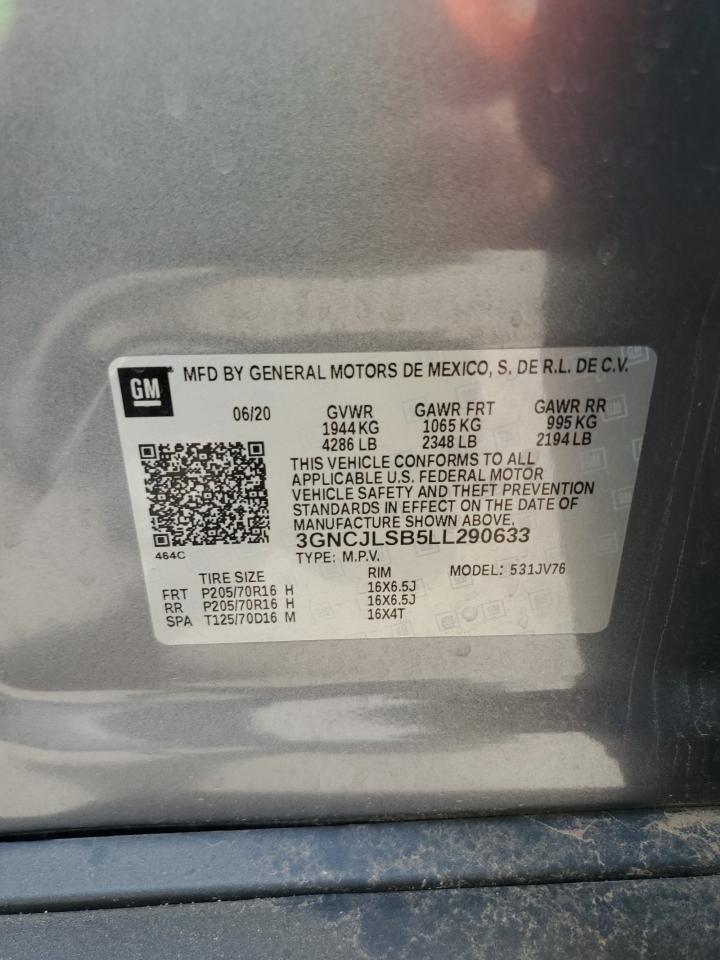 GM MFD BY GENERAL MOTORS DE MEXICO, S. DE R.L. DE C.V.
06/20 GVWR GAWR FRT GAWR RR
1944 KG 1065 KG 995 KG
4286 LB 2348 LB 2194 LB
THIS VEHICLE CONFORMS TO ALL
APPLICABLE U.S. FEDERAL MOTOR
VEHICLE SAFETY AND THEFT PREVENTION
STANDARDS IN EFFECT ON THE DATE OF
MANUFACTURE SHOWN ABOVE.
3GNCJLSB5LL290633
464C
TYPE: M.P.V.
TIRE SIZE RIM MODEL: 531JV76
FRT P205/70R16 H 16X6.5J
RR P205/70R16 H 16X6.5J
SPA T125/70D16 M 16X4T